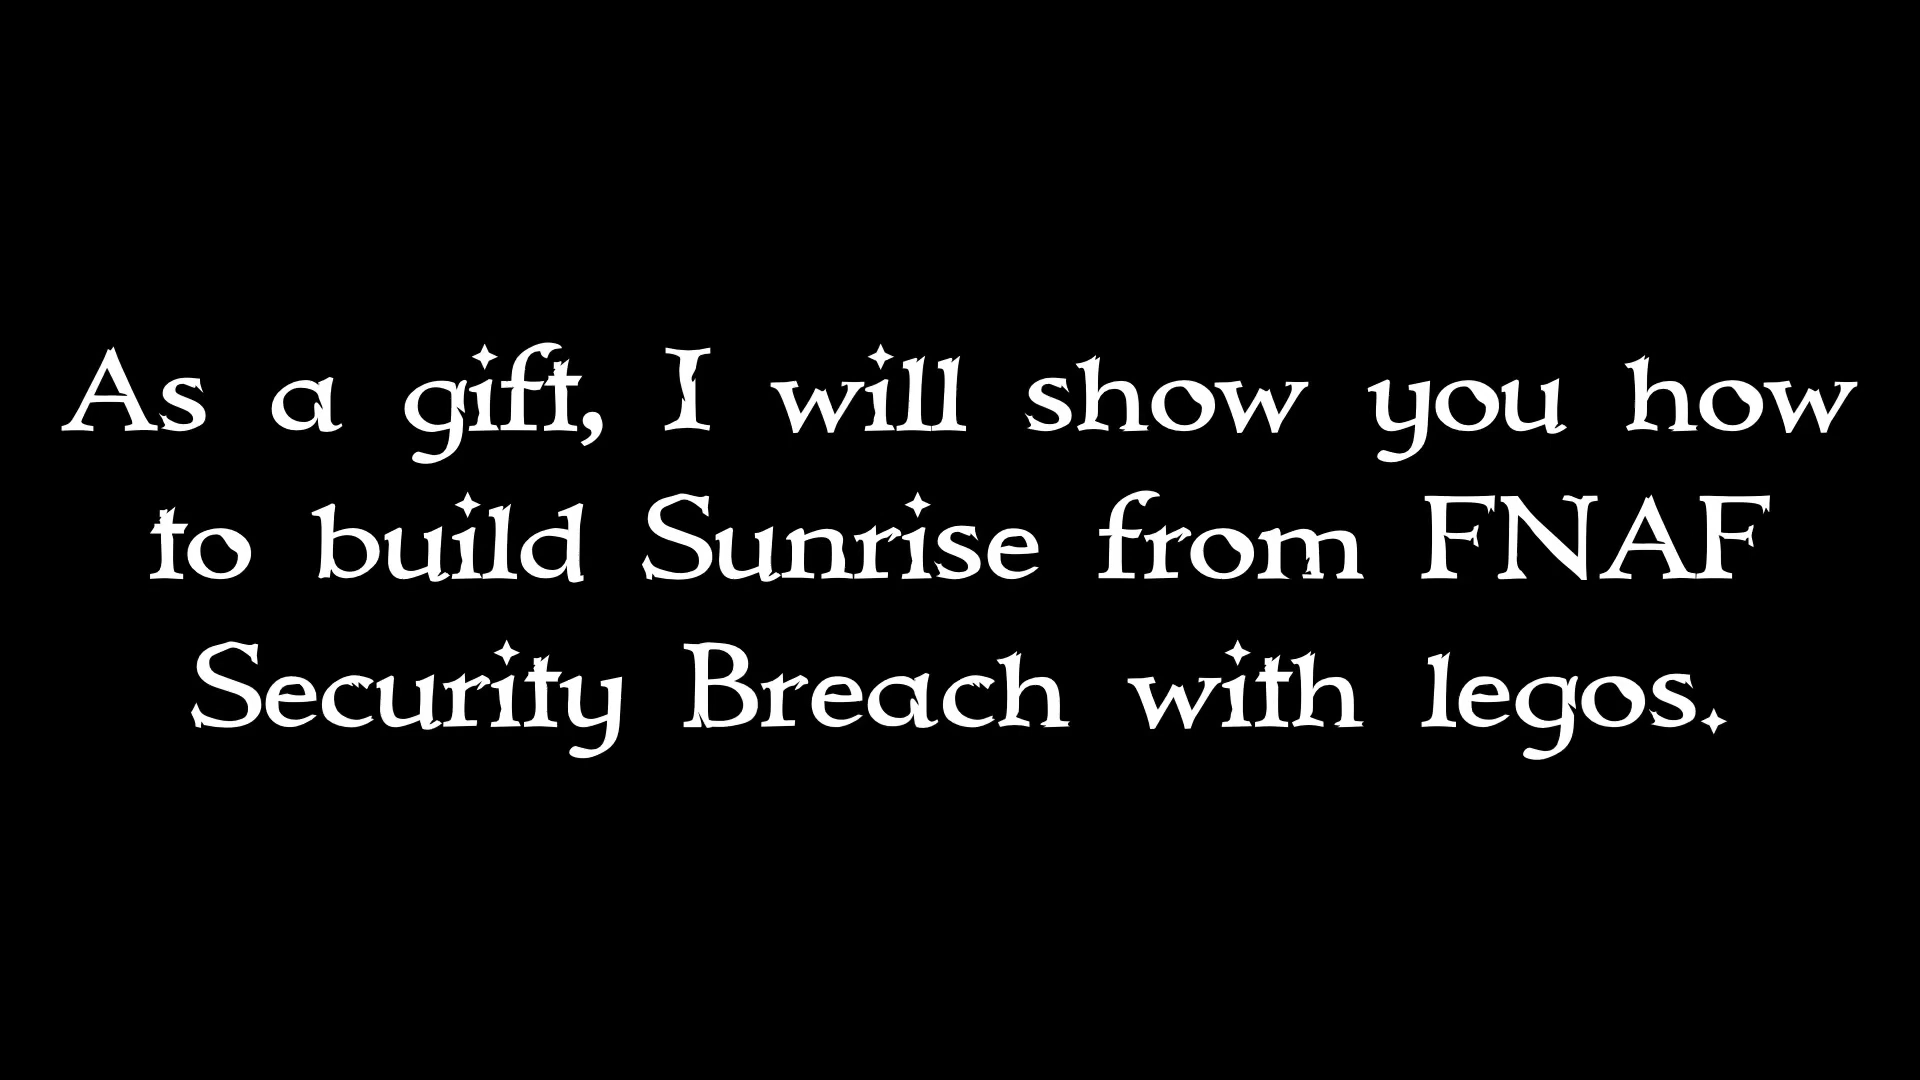 As a gift, I will show you how
to build Sunrise from FNAF
Security Breach with legos.